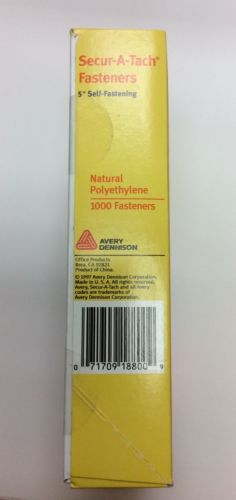 Secur-A-Tach®
Fasteners
5" Self-Fastening
Natural
Polyethylene
1000 Fasteners
AVERY
DENNISON
Office Products
Brea, CA 92821
Product of China.
© 1997 Avery Dennison Corporation.
Made in U. S. A. All rights reserved.
Avery, Secur-A-Tach and all Avery
codes are trademarks of
Avery Dennison Corporation.
0 71709 18800 9